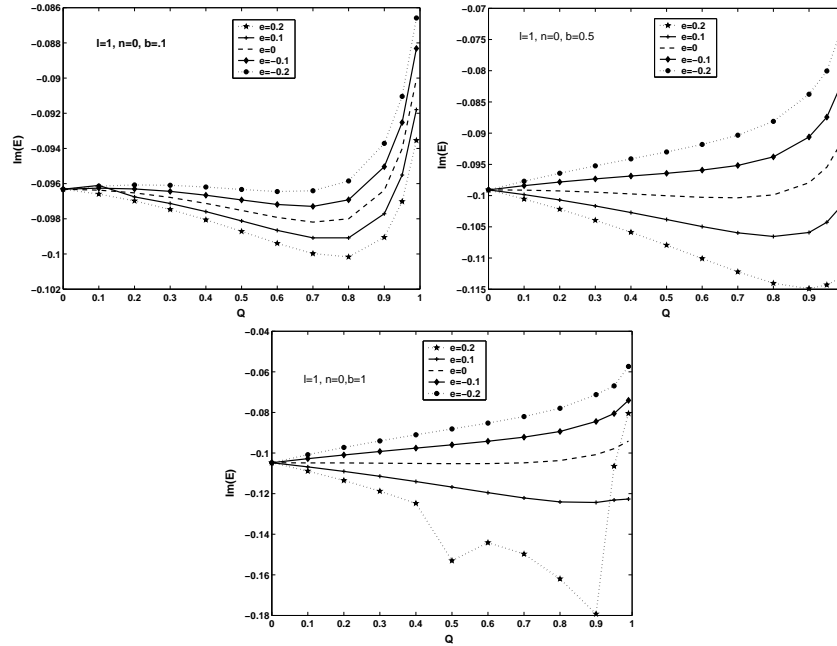 −0.086
−0.088
−0.09
−0.092
−0.094
−0.096
−0.098
−0.1
−0.102
Im(E)
l=1, n=0, b=.1
e=0.2
e=0.1
e=0
e=−0.1
e=−0.2
0 0.1 0.2 0.3 0.4 0.5 0.6 0.7 0.8 0.9 1
Q
−0.07
−0.075
−0.08
−0.085
−0.09
−0.095
−0.1
−0.105
−0.11
−0.115
Im(E)
l=1, n=0, b=0.5
e=0.2
e=0.1
e=0
e=−0.1
e=−0.2
0 0.1 0.2 0.3 0.4 0.5 0.6 0.7 0.8 0.9
Q
−0.04
−0.06
−0.08
−0.1
−0.12
−0.14
−0.16
−0.18
Im(E)
l=1, n=0,b=1
e=0.2
e=0.1
e=0
e=−0.1
e=−0.2
0 0.1 0.2 0.3 0.4 0.5 0.6 0.7 0.8 0.9 1
Q